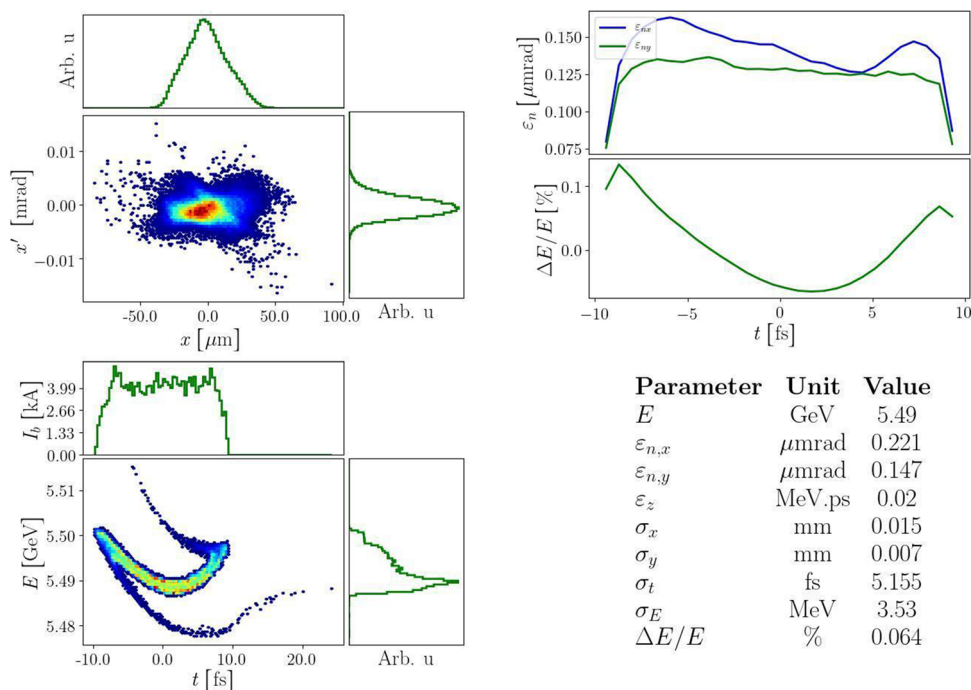 Arb. u
0.01
0.00
−0.01
x′ [mrad]
-50.0 0.0 50.0 100.0
x [μm]
Arb. u
ε_nx
ε_ny
0.150
0.125
0.100
0.075
ε_n [μmrad]
0.1
0.0
ΔE/E [%]
−10 −5 0 5 10
t [fs]
3.99
2.66
1.33
0.00
I_b [kA]
5.51
5.50
5.49
5.48
E [GeV]
-10.0 0.0 10.0 20.0
t [fs]
Arb. u
Parameter Unit Value
E GeV 5.49
ε_n,x μmrad 0.221
ε_n,y μmrad 0.147
ε_z MeV.ps 0.02
σ_x mm 0.015
σ_y mm 0.007
σ_t fs 5.155
σ_E MeV 3.53
ΔE/E % 0.064